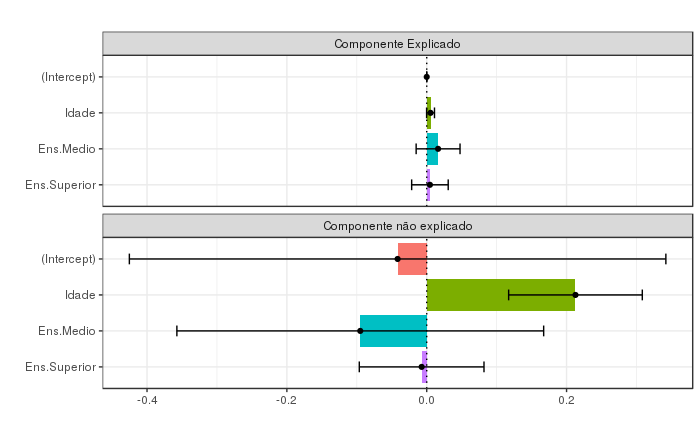 Componente Explicado
(Intercept)
Idade
Ens.Medio
Ens.Superior
Componente não explicado
(Intercept)
Idade
Ens.Medio
Ens.Superior
-0.4 -0.2 0.0 0.2